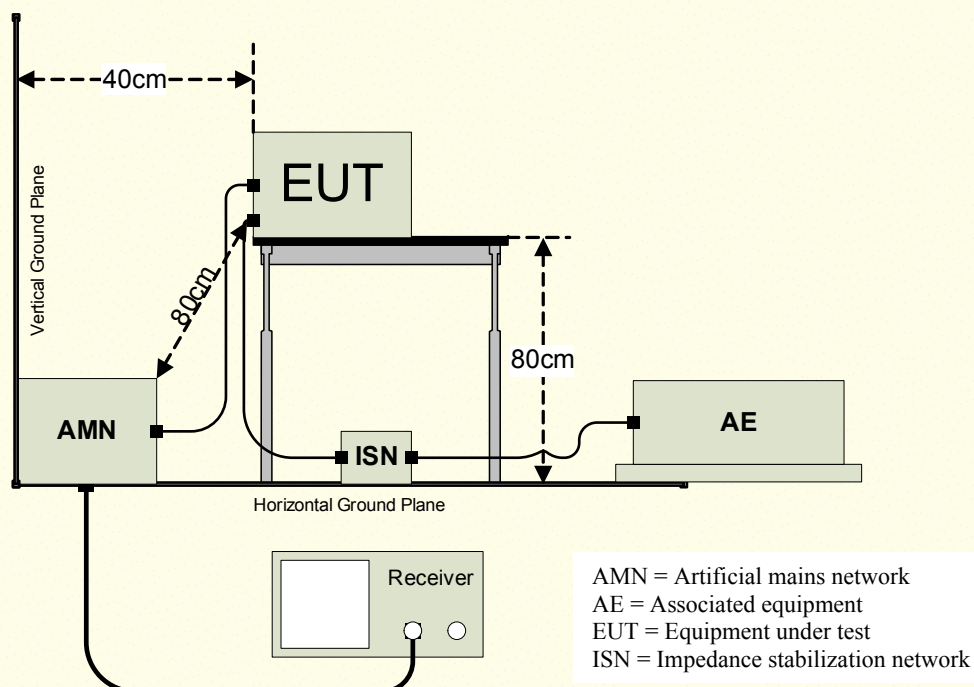 40cm
EUT
Vertical Ground Plane
80cm
80cm
AMN
ISN
AE
Horizontal Ground Plane
Receiver
AMN = Artificial mains network
AE = Associated equipment
EUT = Equipment under test
ISN = Impedance stabilization network